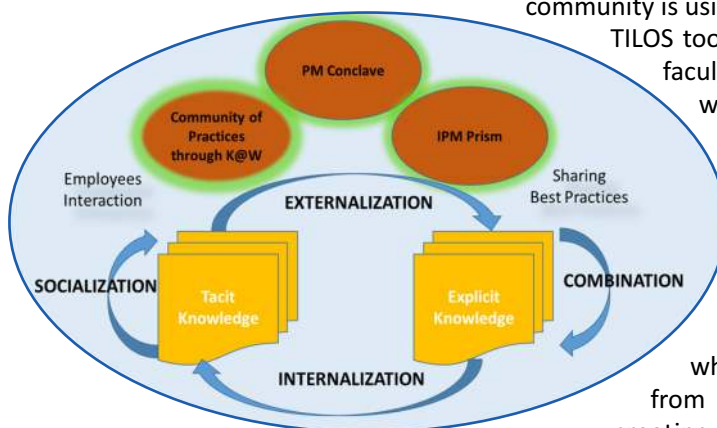 community is usi
TILOS too
facul
w
PM Conclave
Community of
Practices
through K@W
IPM Prism
Employees
Interaction
Sharing
Best Practices
EXTERNALIZATION
SOCIALIZATION
COMBINATION
Tacit
Knowledge
Explicit
Knowledge
INTERNALIZATION
wh
from